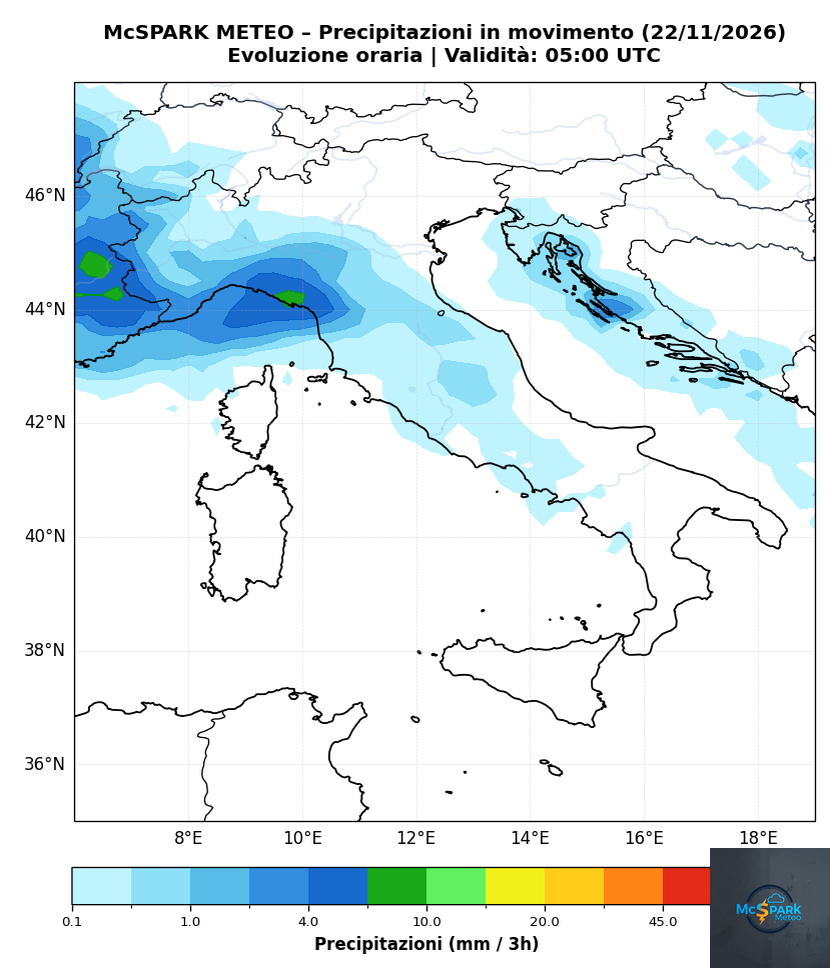 McSPARK METEO – Precipitazioni in movimento (22/11/2026)
Evoluzione oraria | Validità: 05:00 UTC
46°N
44°N
42°N
40°N
38°N
36°N
8°E 10°E 12°E 14°E 16°E 18°E
0.1 1.0 4.0 10.0 20.0 45.0
Precipitazioni (mm / 3h)
McSPARK
Meteo